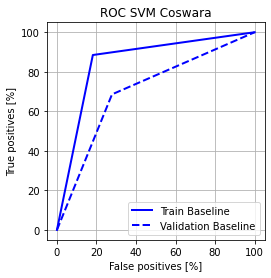 ROC SVM Coswara
100
80
60
40
20
0
True positives [%]
Train Baseline
Validation Baseline
0 20 40 60 80 100
False positives [%]